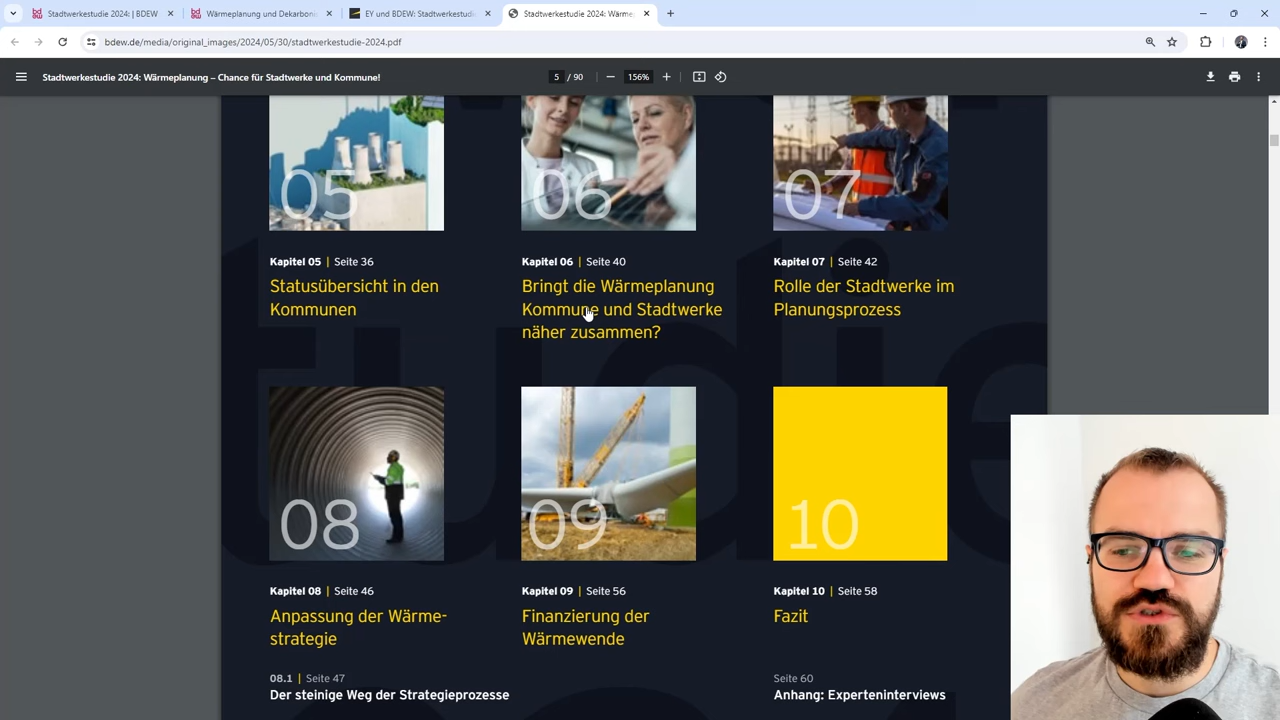 Stadtwerkestudie 2024: | BDEW
Wärmeplanung und Dekarbonis
EY und BDEW: Stadtwerkestudi
Stadtwerkestudie 2024: Wärme
bdew.de/media/original_images/2024/05/30/stadtwerkestudie-2024.pdf
Stadtwerkestudie 2024: Wärmeplanung – Chance für Stadtwerke und Kommune!
5 / 90
156%
05
06
07
Kapitel 05 | Seite 36
Statusübersicht in den
Kommunen
Kapitel 06 | Seite 40
Bringt die Wärmeplanung
Kommune und Stadtwerke
näher zusammen?
Kapitel 07 | Seite 42
Rolle der Stadtwerke im
Planungsprozess
08
09
10
Kapitel 08 | Seite 46
Anpassung der Wärme-
strategie
Kapitel 09 | Seite 56
Finanzierung der
Wärmewende
Kapitel 10 | Seite 58
Fazit
08.1 | Seite 47
Der steinige Weg der Strategieprozesse
Seite 60
Anhang: Experteninterviews